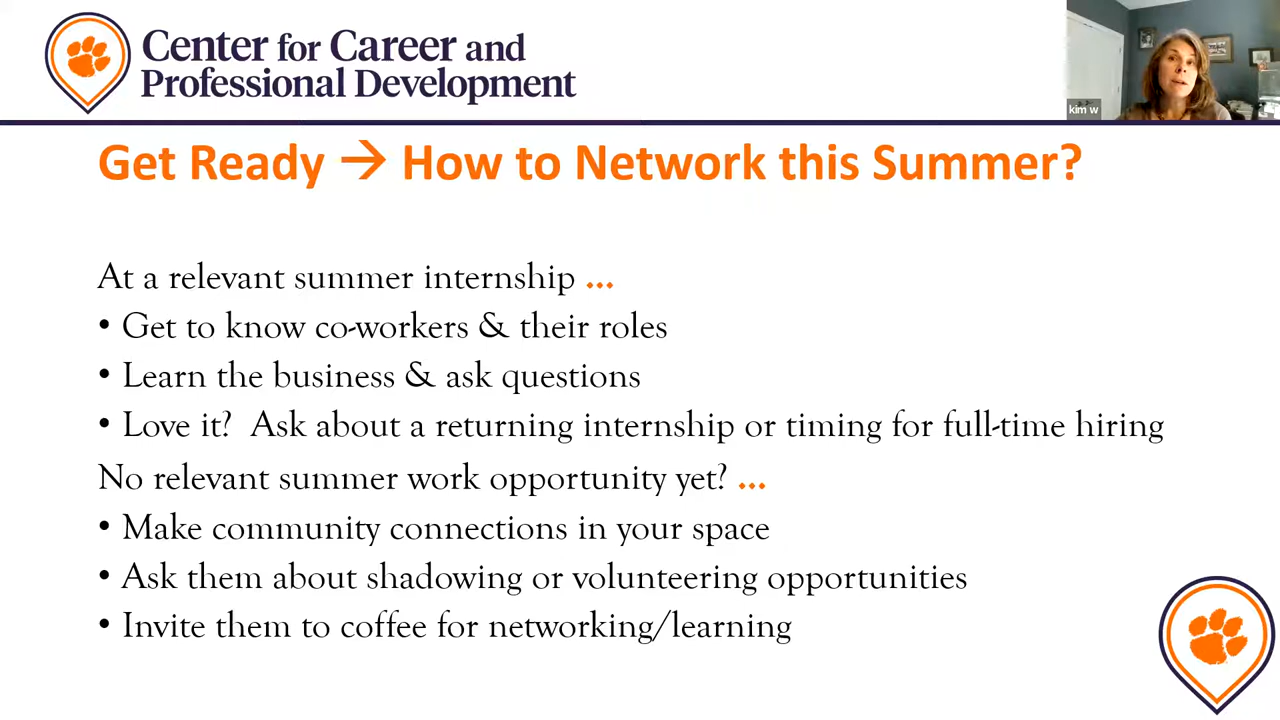 Center for Career and
Professional Development
kim w
Get Ready → How to Network this Summer?
At a relevant summer internship ...
• Get to know co-workers & their roles
• Learn the business & ask questions
• Love it?  Ask about a returning internship or timing for full-time hiring
No relevant summer work opportunity yet? ...
• Make community connections in your space
• Ask them about shadowing or volunteering opportunities
• Invite them to coffee for networking/learning